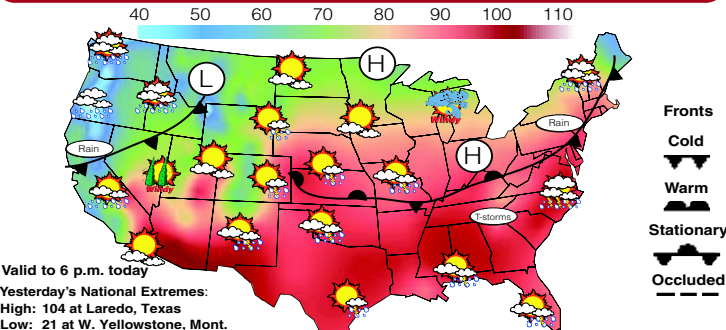 40 50 60 70 80 90 100 110
L
H
Windy
Rain
Fronts
Cold
Rain
H
Warm
Windy
T-storms
Stationary
Valid to 6 p.m. today
Yesterday's National Extremes:
Occluded
High: 104 at Laredo, Texas
Low: 21 at W. Yellowstone, Mont.